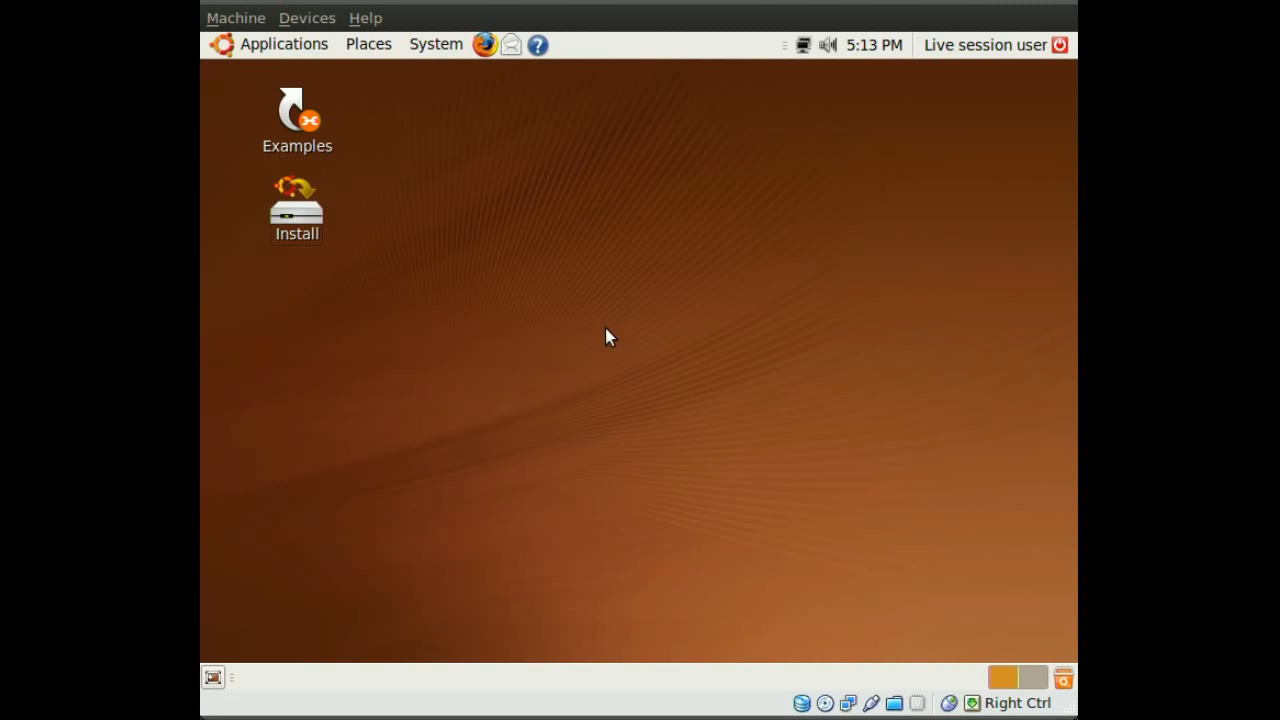 Machine Devices Help
Applications Places System 5:13 PM Live session user
Examples
Install
Right Ctrl